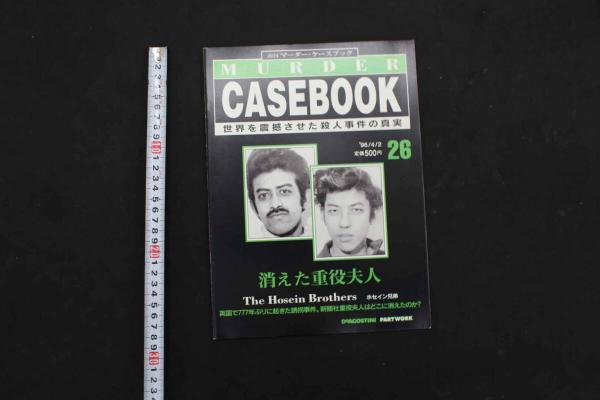 週刊 マーダー・ケースブック
MURDER
CASEBOOK
世界を震撼させた殺人事件の真実
'96/4/2
定価500円
26
消えた重役夫人
The Hosein Brothers ホセイン兄弟
英国で777年ぶりに起きた誘拐事件。新聞社重役夫人はどこに消えたのか?
DeAGOSTINI PARTWORK